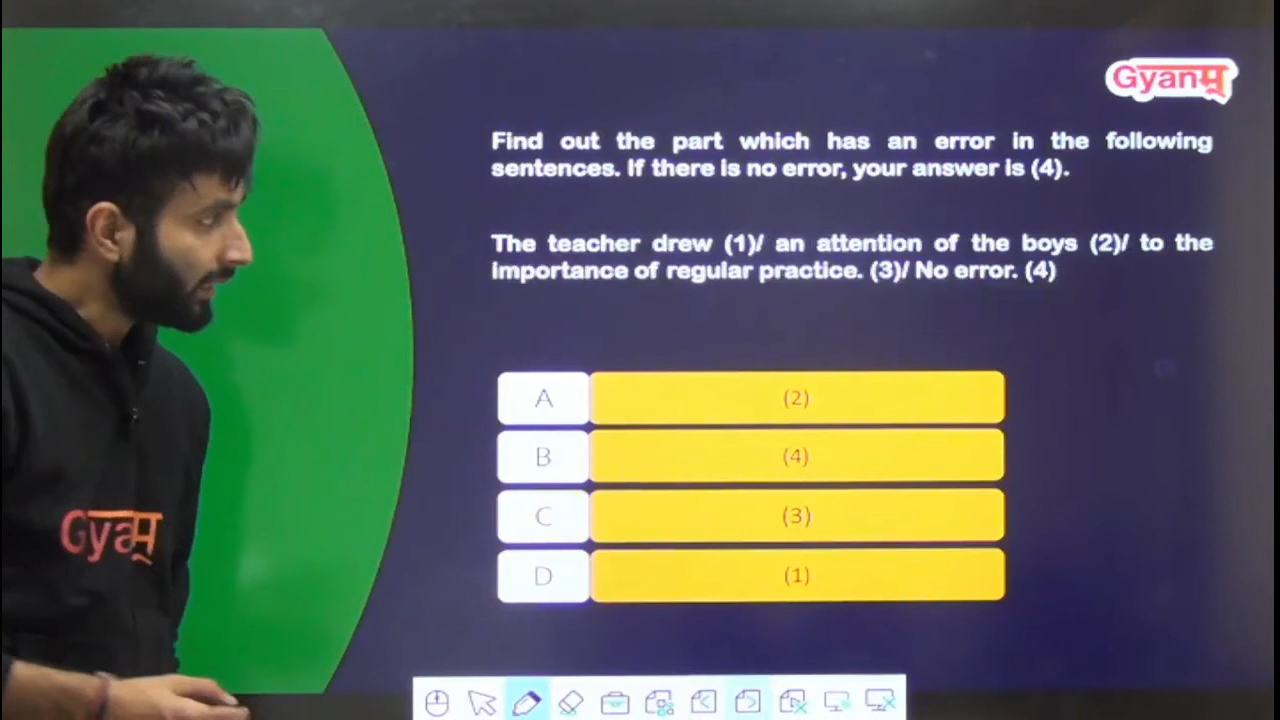 Gyanम्
Find out the part which has an error in the following
sentences. If there is no error, your answer is (4).
The teacher drew (1)/ an attention of the boys (2)/ to the
importance of regular practice. (3)/ No error. (4)
A (2)
B (4)
C (3)
D (1)
Gyaनम्